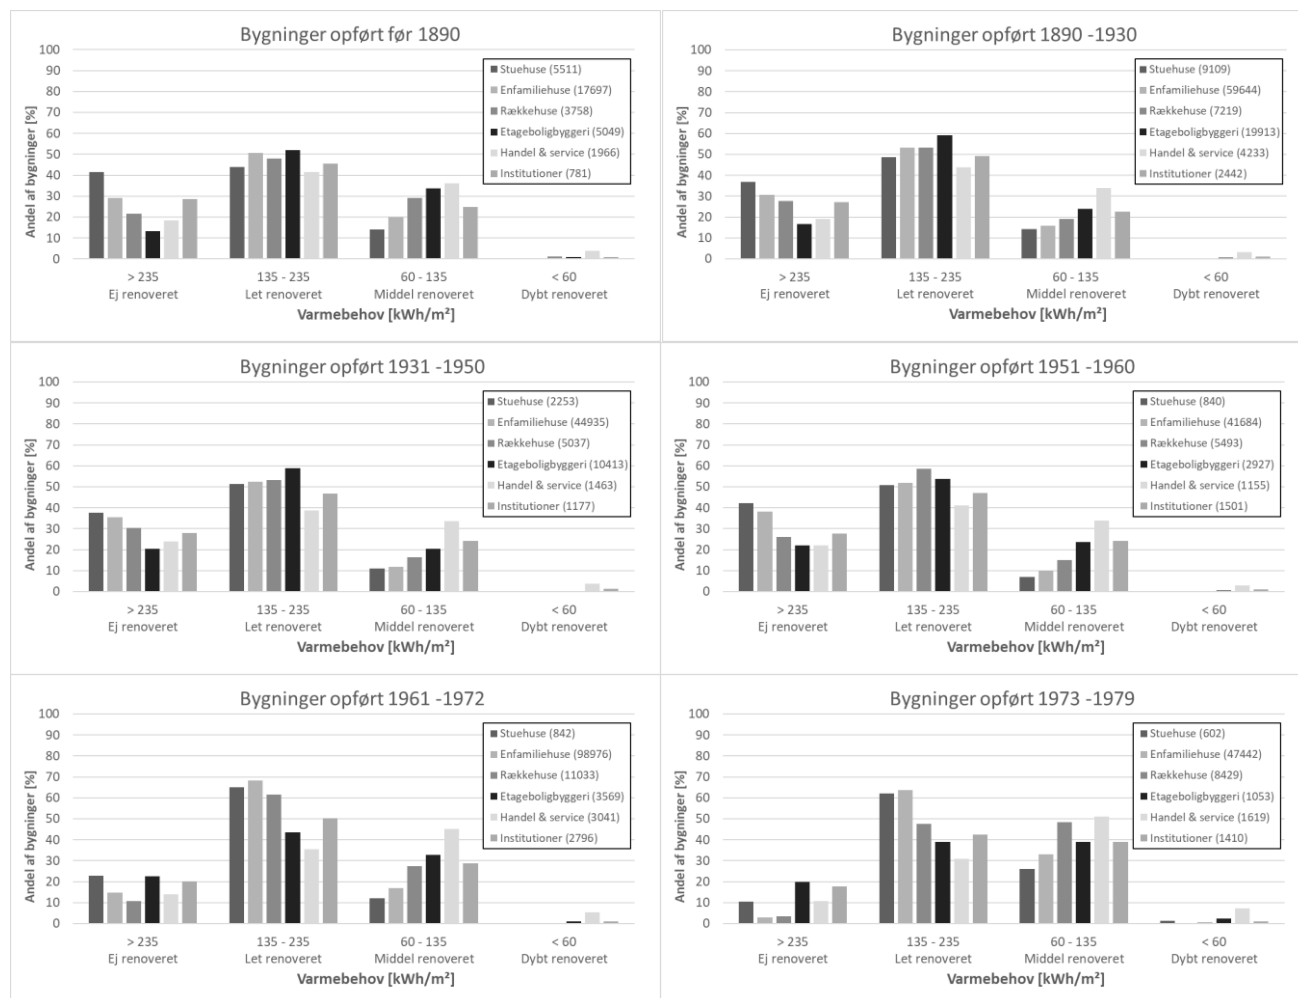 Bygninger opført før 1890
Andel af bygninger [%]
100
90
80
70
60
50
40
30
20
10
0
Stuehuse (5511)
Enfamiliehuse (17697)
Rækkehuse (3758)
Etageboligbyggeri (5049)
Handel & service (1966)
Institutioner (781)
> 235 135 - 235 60 - 135 < 60
Ej renoveret Let renoveret Middel renoveret Dybt renoveret
Varmebehov [kWh/m²]
Bygninger opført 1890 -1930
Andel af bygninger [%]
100
90
80
70
60
50
40
30
20
10
0
Stuehuse (9109)
Enfamiliehuse (59644)
Rækkehuse (7219)
Etageboligbyggeri (19913)
Handel & service (4233)
Institutioner (2442)
> 235 135 - 235 60 - 135 < 60
Ej renoveret Let renoveret Middel renoveret Dybt renoveret
Varmebehov [kWh/m²]
Bygninger opført 1931 -1950
Andel af bygninger [%]
100
90
80
70
60
50
40
30
20
10
0
Stuehuse (2253)
Enfamiliehuse (44935)
Rækkehuse (5037)
Etageboligbyggeri (10413)
Handel & service (1463)
Institutioner (1177)
> 235 135 - 235 60 - 135 < 60
Ej renoveret Let renoveret Middel renoveret Dybt renoveret
Varmebehov [kWh/m²]
Bygninger opført 1951 -1960
Andel af bygninger [%]
100
90
80
70
60
50
40
30
20
10
0
Stuehuse (840)
Enfamiliehuse (41684)
Rækkehuse (5493)
Etageboligbyggeri (2927)
Handel & service (1155)
Institutioner (1501)
> 235 135 - 235 60 - 135 < 60
Ej renoveret Let renoveret Middel renoveret Dybt renoveret
Varmebehov [kWh/m²]
Bygninger opført 1961 -1972
Andel af bygninger [%]
100
90
80
70
60
50
40
30
20
10
0
Stuehuse (842)
Enfamiliehuse (98976)
Rækkehuse (11033)
Etageboligbyggeri (3569)
Handel & service (3041)
Institutioner (2796)
> 235 135 - 235 60 - 135 < 60
Ej renoveret Let renoveret Middel renoveret Dybt renoveret
Varmebehov [kWh/m²]
Bygninger opført 1973 -1979
Andel af bygninger [%]
100
90
80
70
60
50
40
30
20
10
0
Stuehuse (602)
Enfamiliehuse (47442)
Rækkehuse (8429)
Etageboligbyggeri (1053)
Handel & service (1619)
Institutioner (1410)
> 235 135 - 235 60 - 135 < 60
Ej renoveret Let renoveret Middel renoveret Dybt renoveret
Varmebehov [kWh/m²]